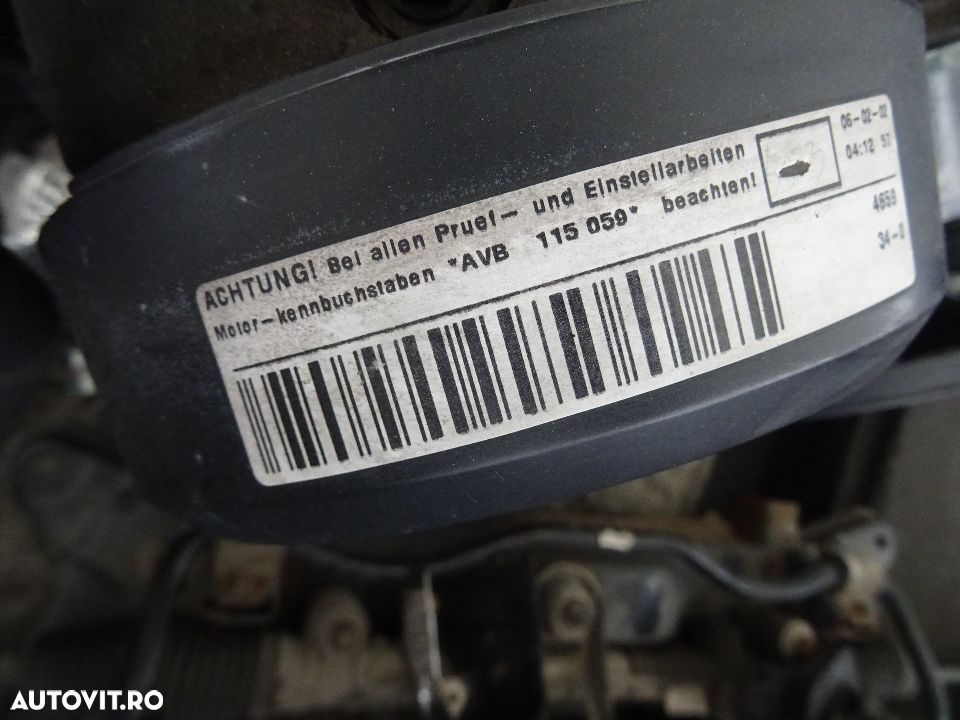 ACHTUNG! Bei allen Pruef- und Einstellarbeiten
Motor-kennbuchstaben *AVB 115 059* beachten!
06-02-02
04:12 57
4659
34-0
AUTOVIT.RO